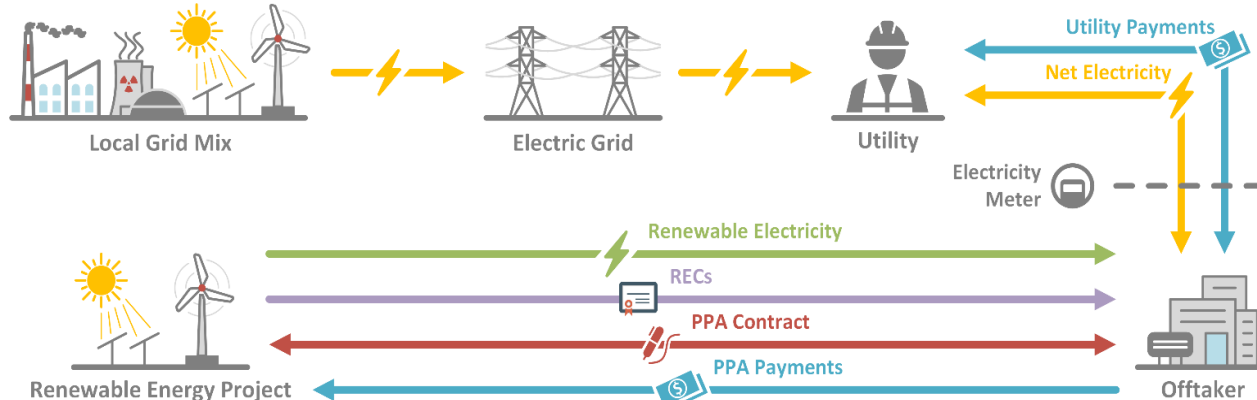 Utility Payments
Net Electricity
Local Grid Mix
Electric Grid
Utility
Electricity
Meter
Renewable Electricity
RECs
PPA Contract
PPA Payments
Renewable Energy Project
Offtaker